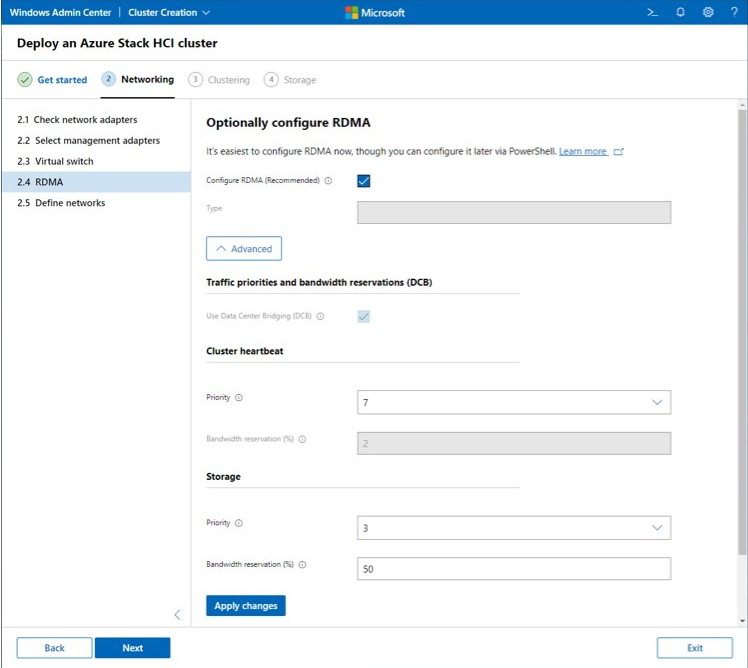 Windows Admin Center | Cluster Creation Microsoft >_ ?
Deploy an Azure Stack HCI cluster
Get started 2 Networking 3 Clustering 4 Storage
2.1 Check network adapters
2.2 Select management adapters
2.3 Virtual switch
2.4 RDMA
2.5 Define networks
Optionally configure RDMA
It's easiest to configure RDMA now, though you can configure it later via PowerShell. Learn more
Configure RDMA (Recommended)
Type
Advanced
Traffic priorities and bandwidth reservations (DCB)
Use Data Center Bridging (DCB)
Cluster heartbeat
Priority 7
Bandwidth reservation (%) 2
Storage
Priority 3
Bandwidth reservation (%) 50
Apply changes
Back Next Exit